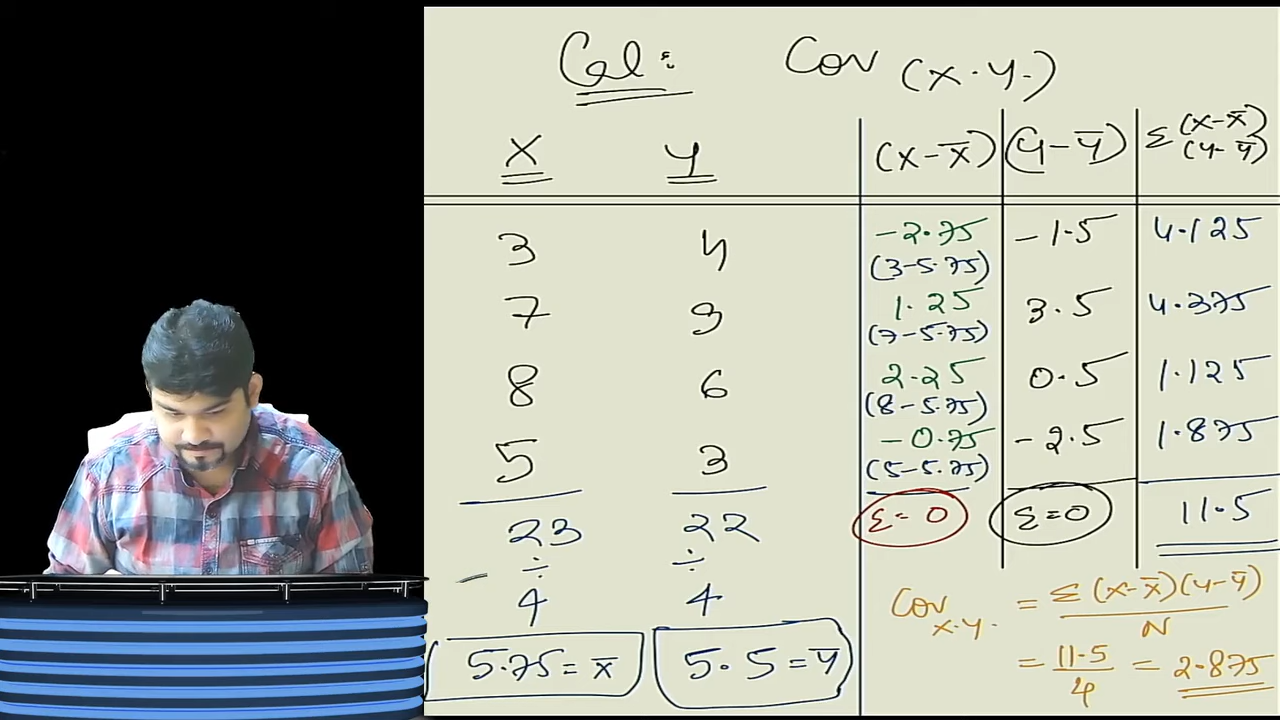 Cal: Cov (x.y.)
x y (x-x̅) (y-y̅) Σ (x-x̅)(y-y̅)
3 4 -2.75 -1.5 4.125
(3-5.75)
7 9 1.25 3.5 4.375
(7-5.75)
8 6 2.25 0.5 1.125
(8-5.75)
5 3 -0.75 -2.5 1.875
(5-5.75)
23 22 Σ=0 Σ=0 11.5
÷ ÷
4 4
5.75=x̅ 5.5=y̅
Cov x.y. = Σ(x-x̅)(y-y̅) / N
= 11.5 / 4 = 2.875